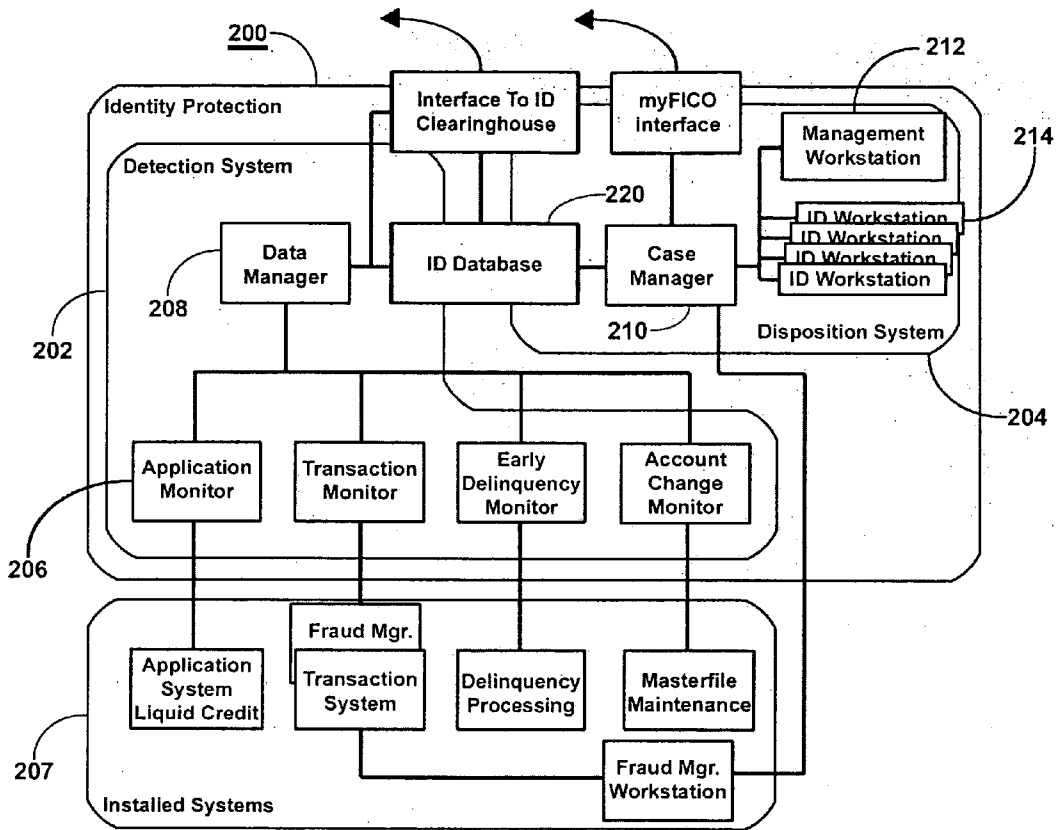 200
212
Identity Protection
Interface To ID
Clearinghouse
myFICO
interface
Management
Workstation
214
Detection System
220
ID Workstation
ID Workstation
ID Workstation
ID Workstation
Data
Manager
ID Database
Case
Manager
208
210
Disposition System
202
204
Application
Monitor
Transaction
Monitor
Early
Delinquency
Monitor
Account
Change
Monitor
206
Fraud Mgr.
Application
System
Liquid Credit
Transaction
System
Delinquency
Processing
Masterfile
Maintenance
207
Fraud Mgr.
Workstation
Installed Systems